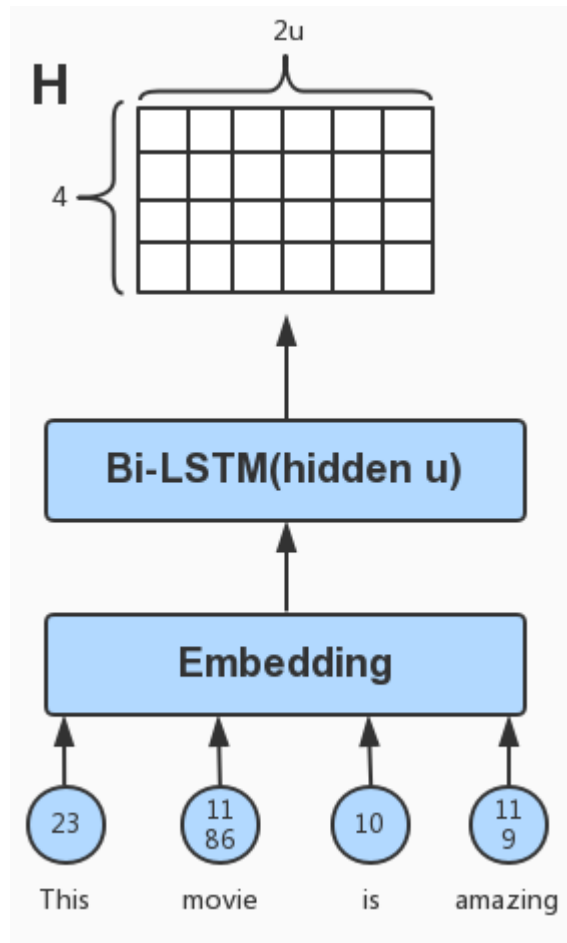 2u
H
4
Bi-LSTM(hidden u)
Embedding
23
11
86
10
11
9
This
movie
is
amazing